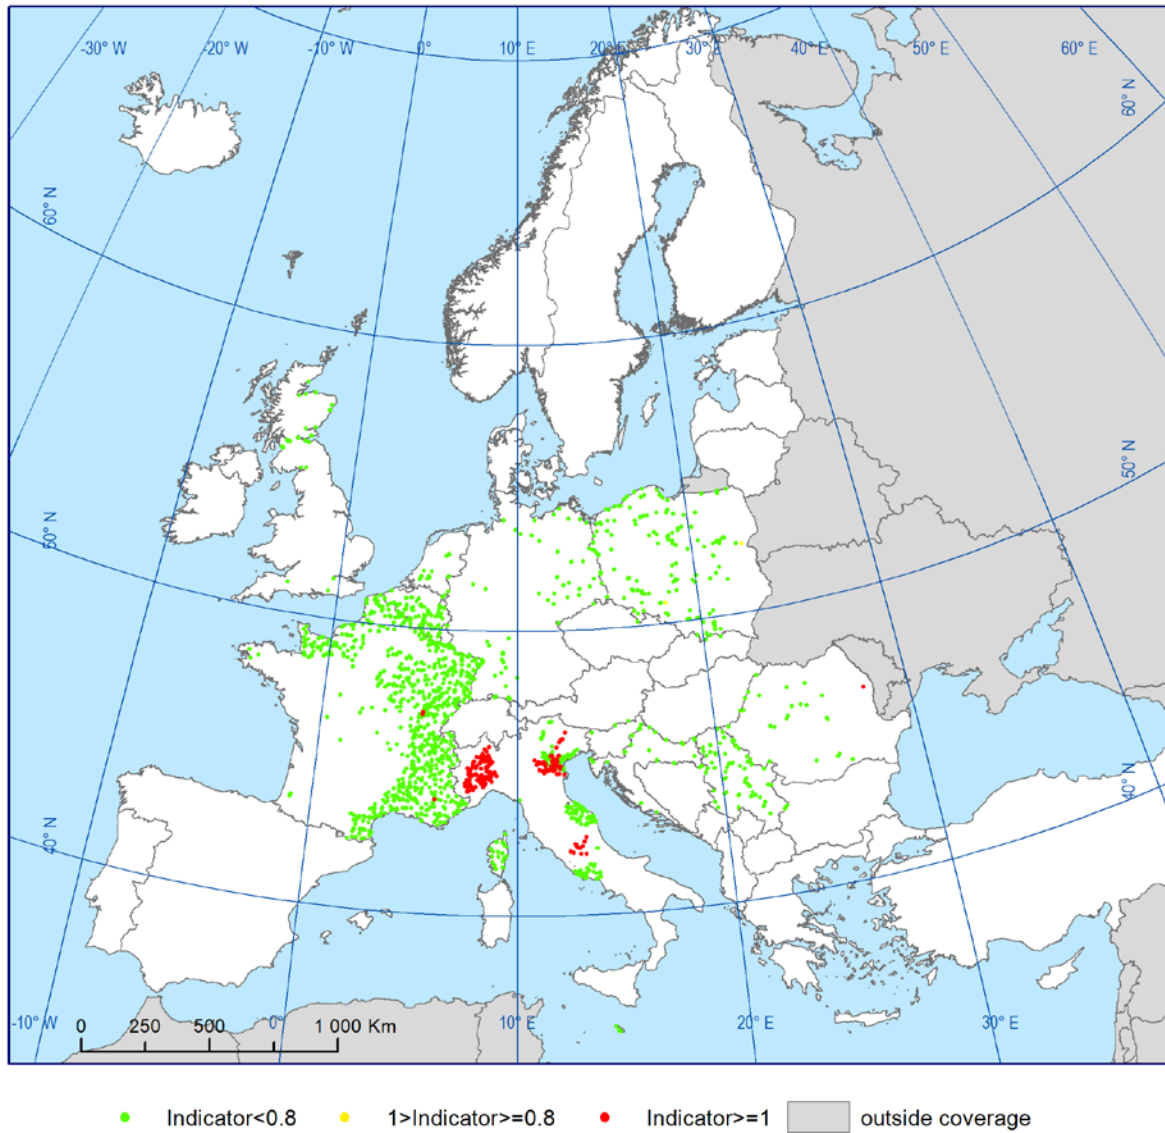 -30° W -20° W -10° W 0° 10° E 20° E 30° E 40° E 50° E 60° E
60° N
60° N
50° N
50° N
40° N
40° N
-10° W 0° 10° E 20° E 30° E
0 250 500 1 000 Km
Indicator<0.8 1>Indicator>=0.8 Indicator>=1 outside coverage